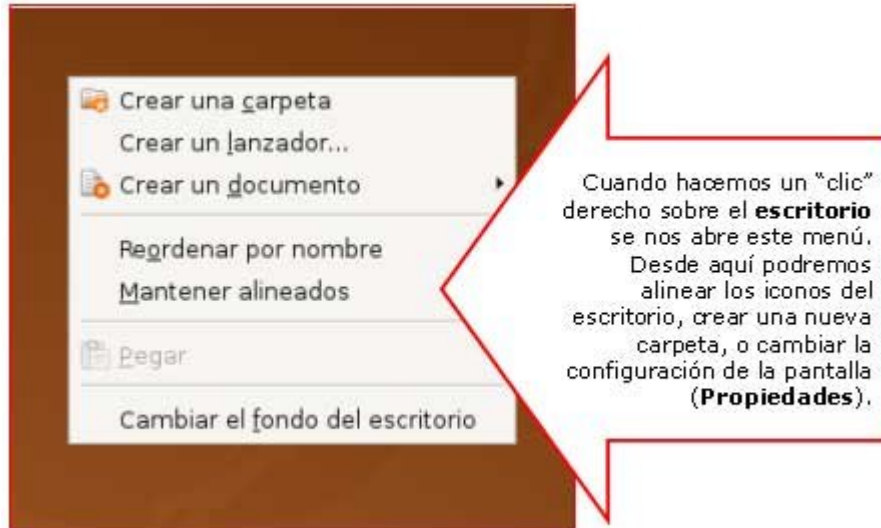 Crear una carpeta
Crear un lanzador...
Crear un documento
Reordenar por nombre
Mantener alineados
Pegar
Cambiar el fondo del escritorio
Cuando hacemos un “clic”
derecho sobre el escritorio
se nos abre este menú.
Desde aquí podremos
alinear los iconos del
escritorio, crear una nueva
carpeta, o cambiar la
configuración de la pantalla
(Propiedades).